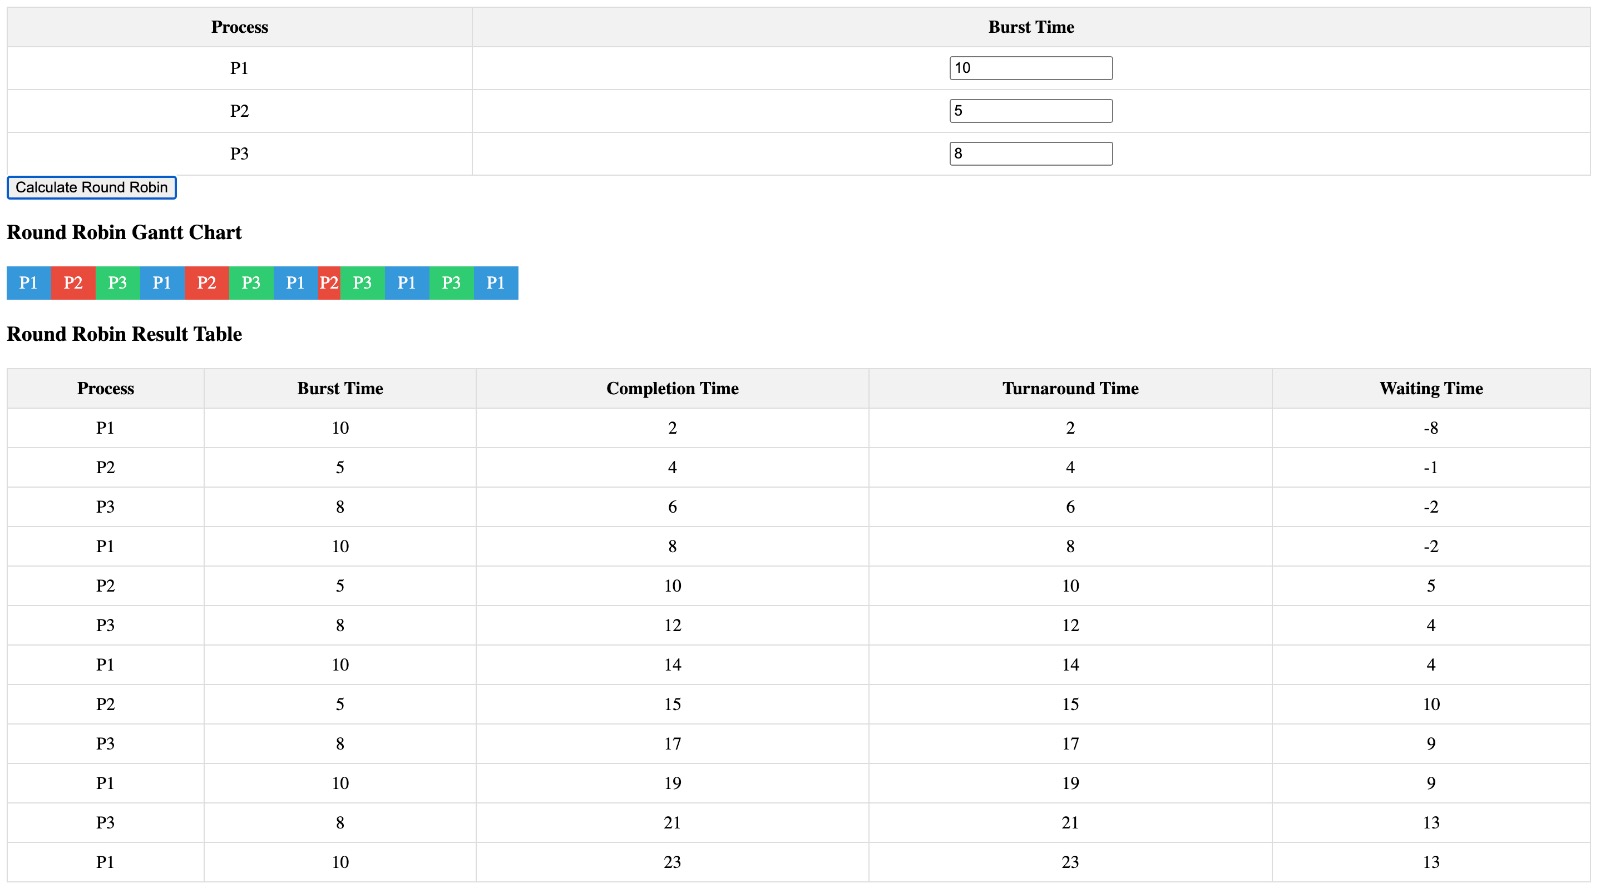 Process Burst Time
P1 10
P2 5
P3 8
Calculate Round Robin
Round Robin Gantt Chart
P1 P2 P3 P1 P2 P3 P1 P2 P3 P1 P3 P1
Round Robin Result Table
Process Burst Time Completion Time Turnaround Time Waiting Time
P1 10 2 2 -8
P2 5 4 4 -1
P3 8 6 6 -2
P1 10 8 8 -2
P2 5 10 10 5
P3 8 12 12 4
P1 10 14 14 4
P2 5 15 15 10
P3 8 17 17 9
P1 10 19 19 9
P3 8 21 21 13
P1 10 23 23 13